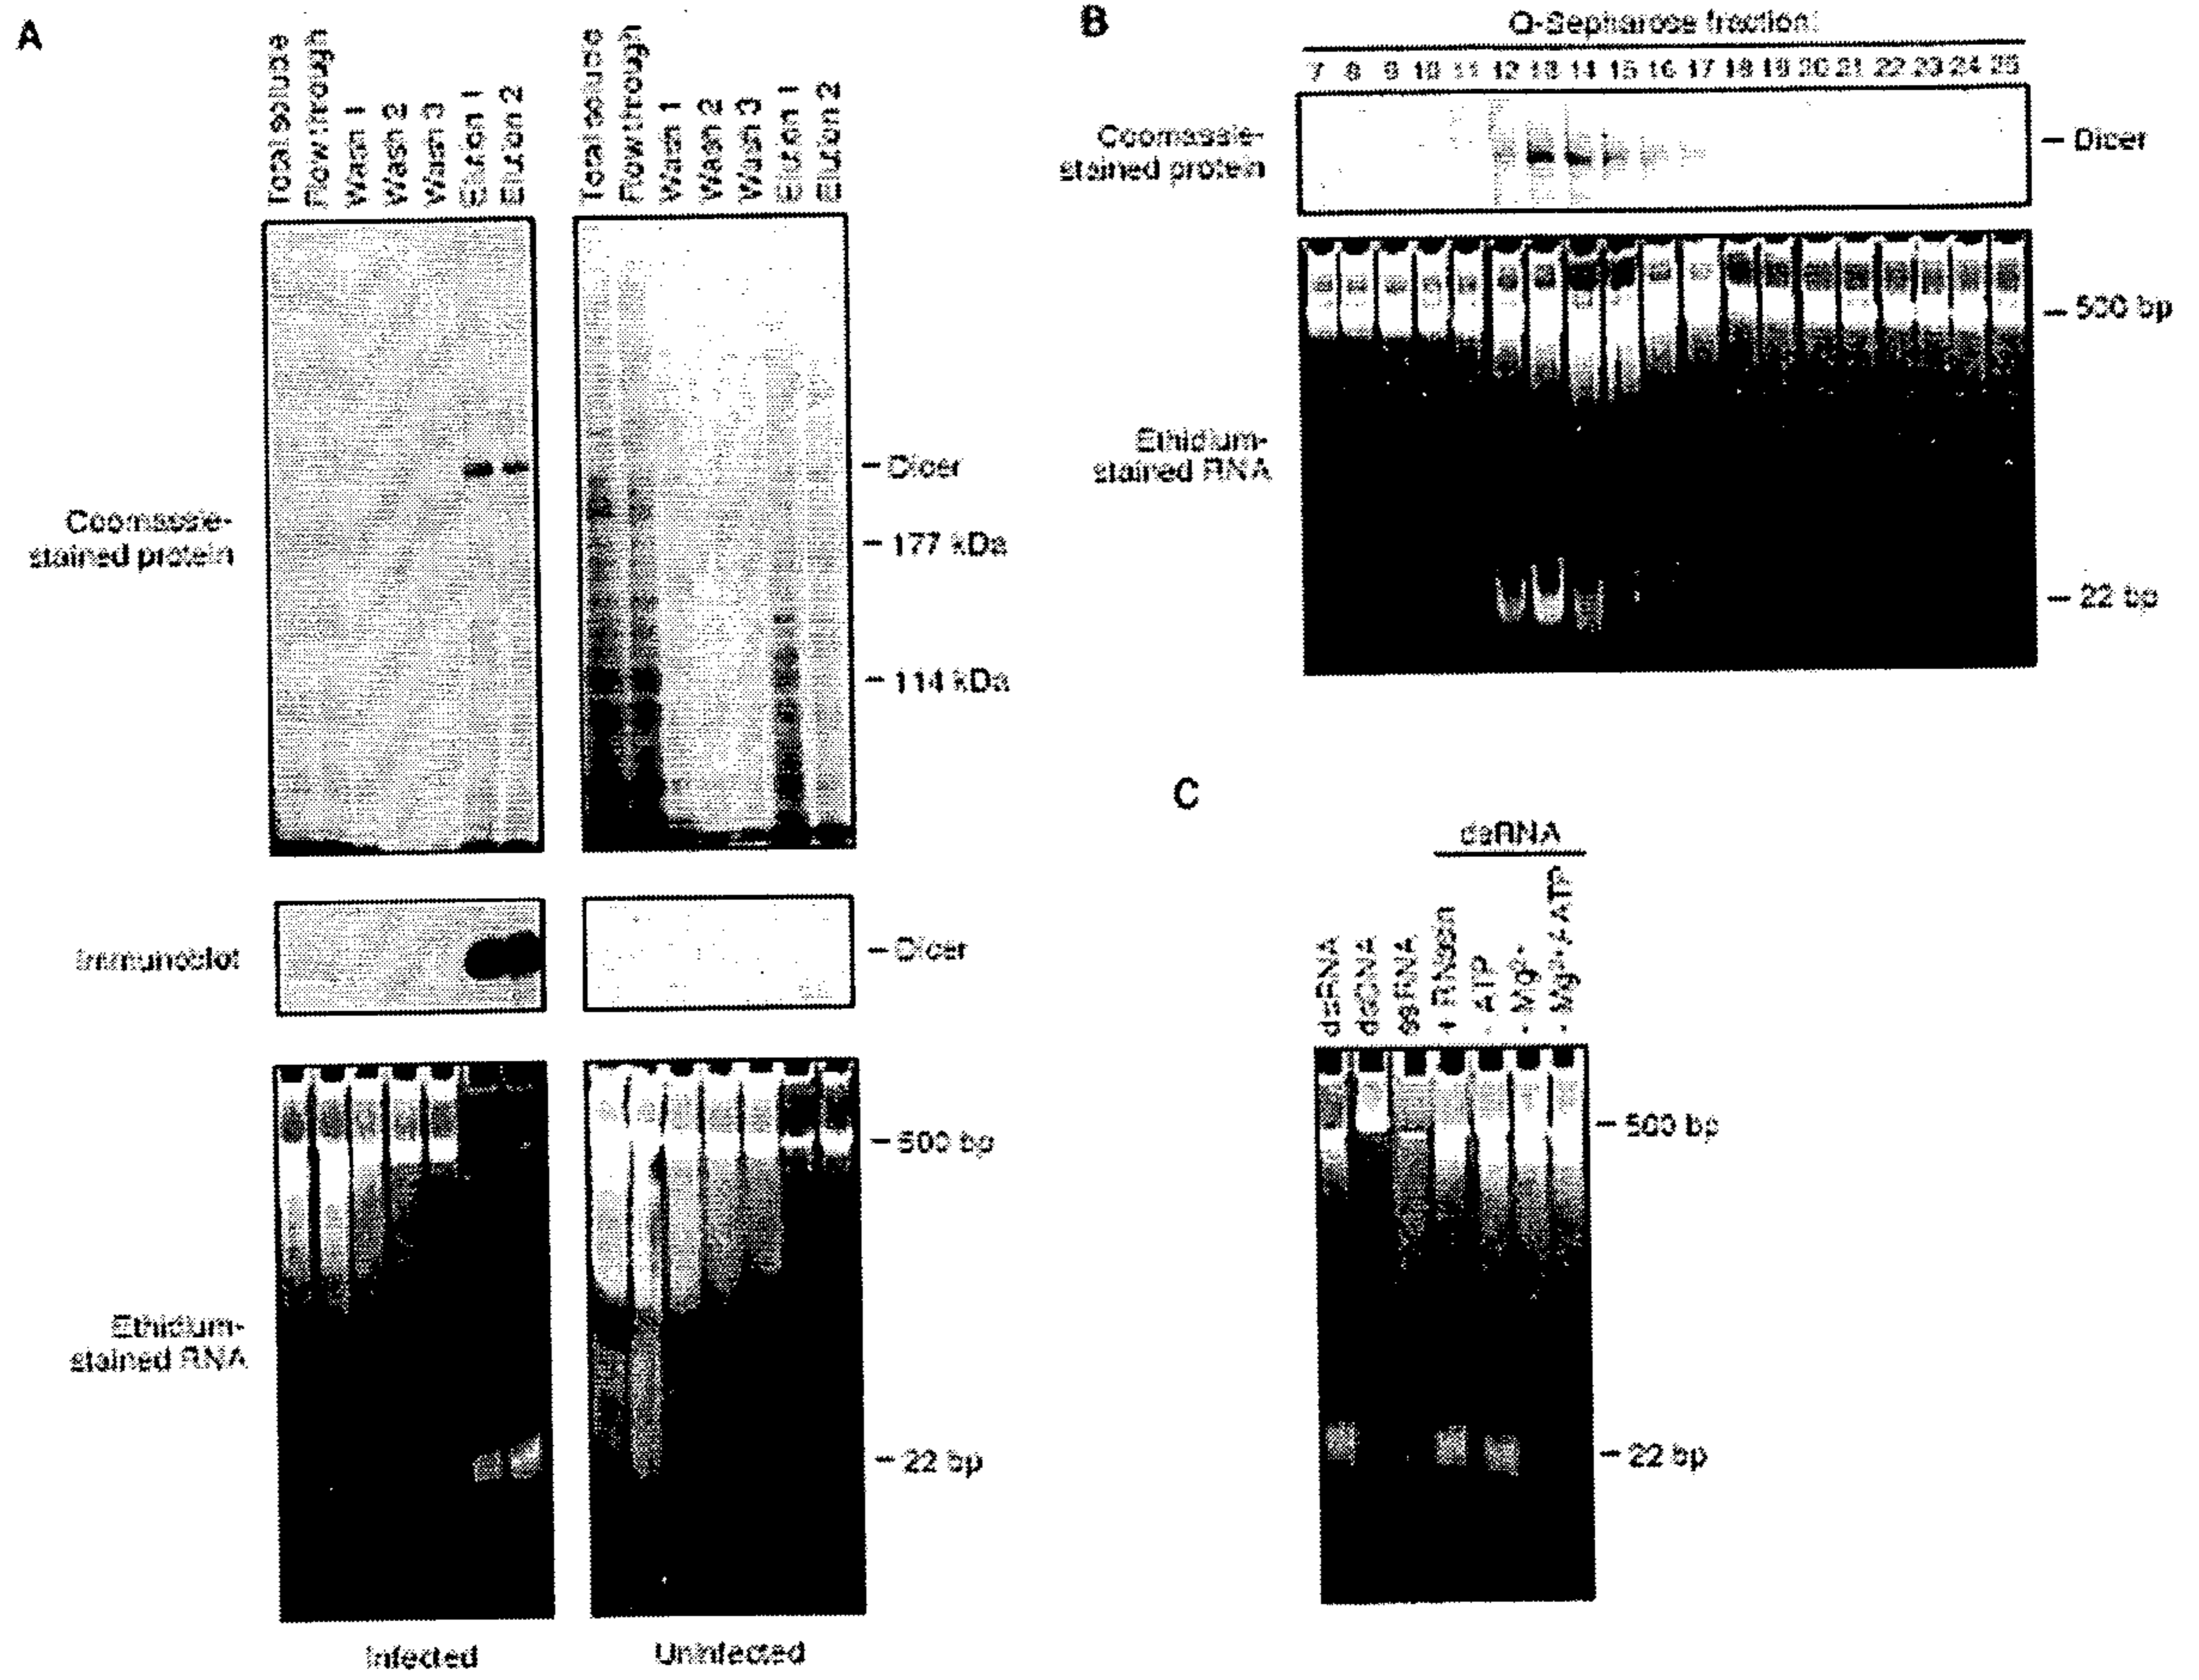 A
Total soluble
Flowthrough
Wash 1
Wash 2
Wash 3
Elution 1
Elution 2
Total soluble
Flowthrough
Wash 1
Wash 2
Wash 3
Elution 1
Elution 2
Coomassie-
stained protein
– Dicer
– 177 kDa
– 114 kDa
Immunoblot
– Dicer
Ethidium-
stained RNA
– 500 bp
– 22 bp
Infected
Uninfected
B
Q-Sepharose fraction:
7 8 9 10 11 12 13 14 15 16 17 18 19 20 21 22 23 24 25
Coomassie-
stained protein
– Dicer
Ethidium-
stained RNA
– 500 bp
– 22 bp
C
dsRNA
dsRNA
dsDNA
ssRNA
+ RNasin
- ATP
- Mg2+
- Mg2+/-ATP
– 500 bp
– 22 bp